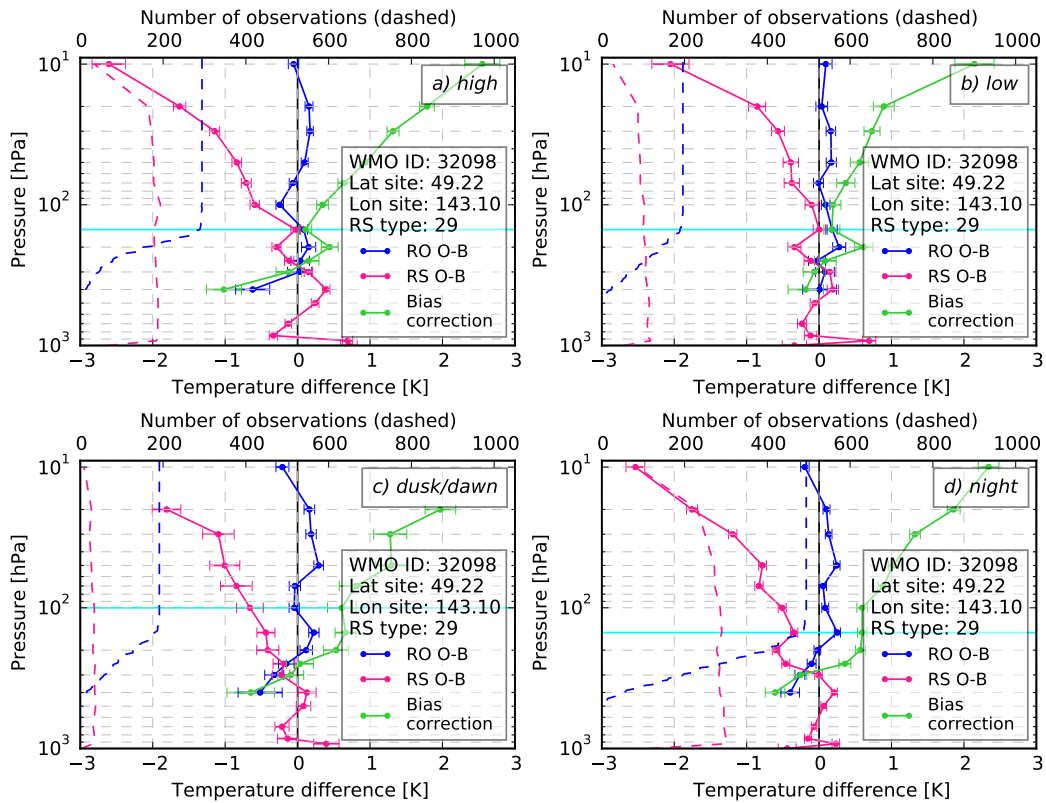 Number of observations (dashed)
0 200 400 600 800 1000
Pressure [hPa]
10¹
10²
10³
a) high
WMO ID: 32098
Lat site: 49.22
Lon site: 143.10
RS type: 29
RO O-B
RS O-B
Bias
correction
−3 −2 −1 0 1 2 3
Temperature difference [K]
Number of observations (dashed)
0 200 400 600 800 1000
Pressure [hPa]
10¹
10²
10³
b) low
WMO ID: 32098
Lat site: 49.22
Lon site: 143.10
RS type: 29
RO O-B
RS O-B
Bias
correction
−3 −2 −1 0 1 2 3
Temperature difference [K]
Number of observations (dashed)
0 200 400 600 800 1000
Pressure [hPa]
10¹
10²
10³
c) dusk/dawn
WMO ID: 32098
Lat site: 49.22
Lon site: 143.10
RS type: 29
RO O-B
RS O-B
Bias
correction
−3 −2 −1 0 1 2 3
Temperature difference [K]
Number of observations (dashed)
0 200 400 600 800 1000
Pressure [hPa]
10¹
10²
10³
d) night
WMO ID: 32098
Lat site: 49.22
Lon site: 143.10
RS type: 29
RO O-B
RS O-B
Bias
correction
−3 −2 −1 0 1 2 3
Temperature difference [K]